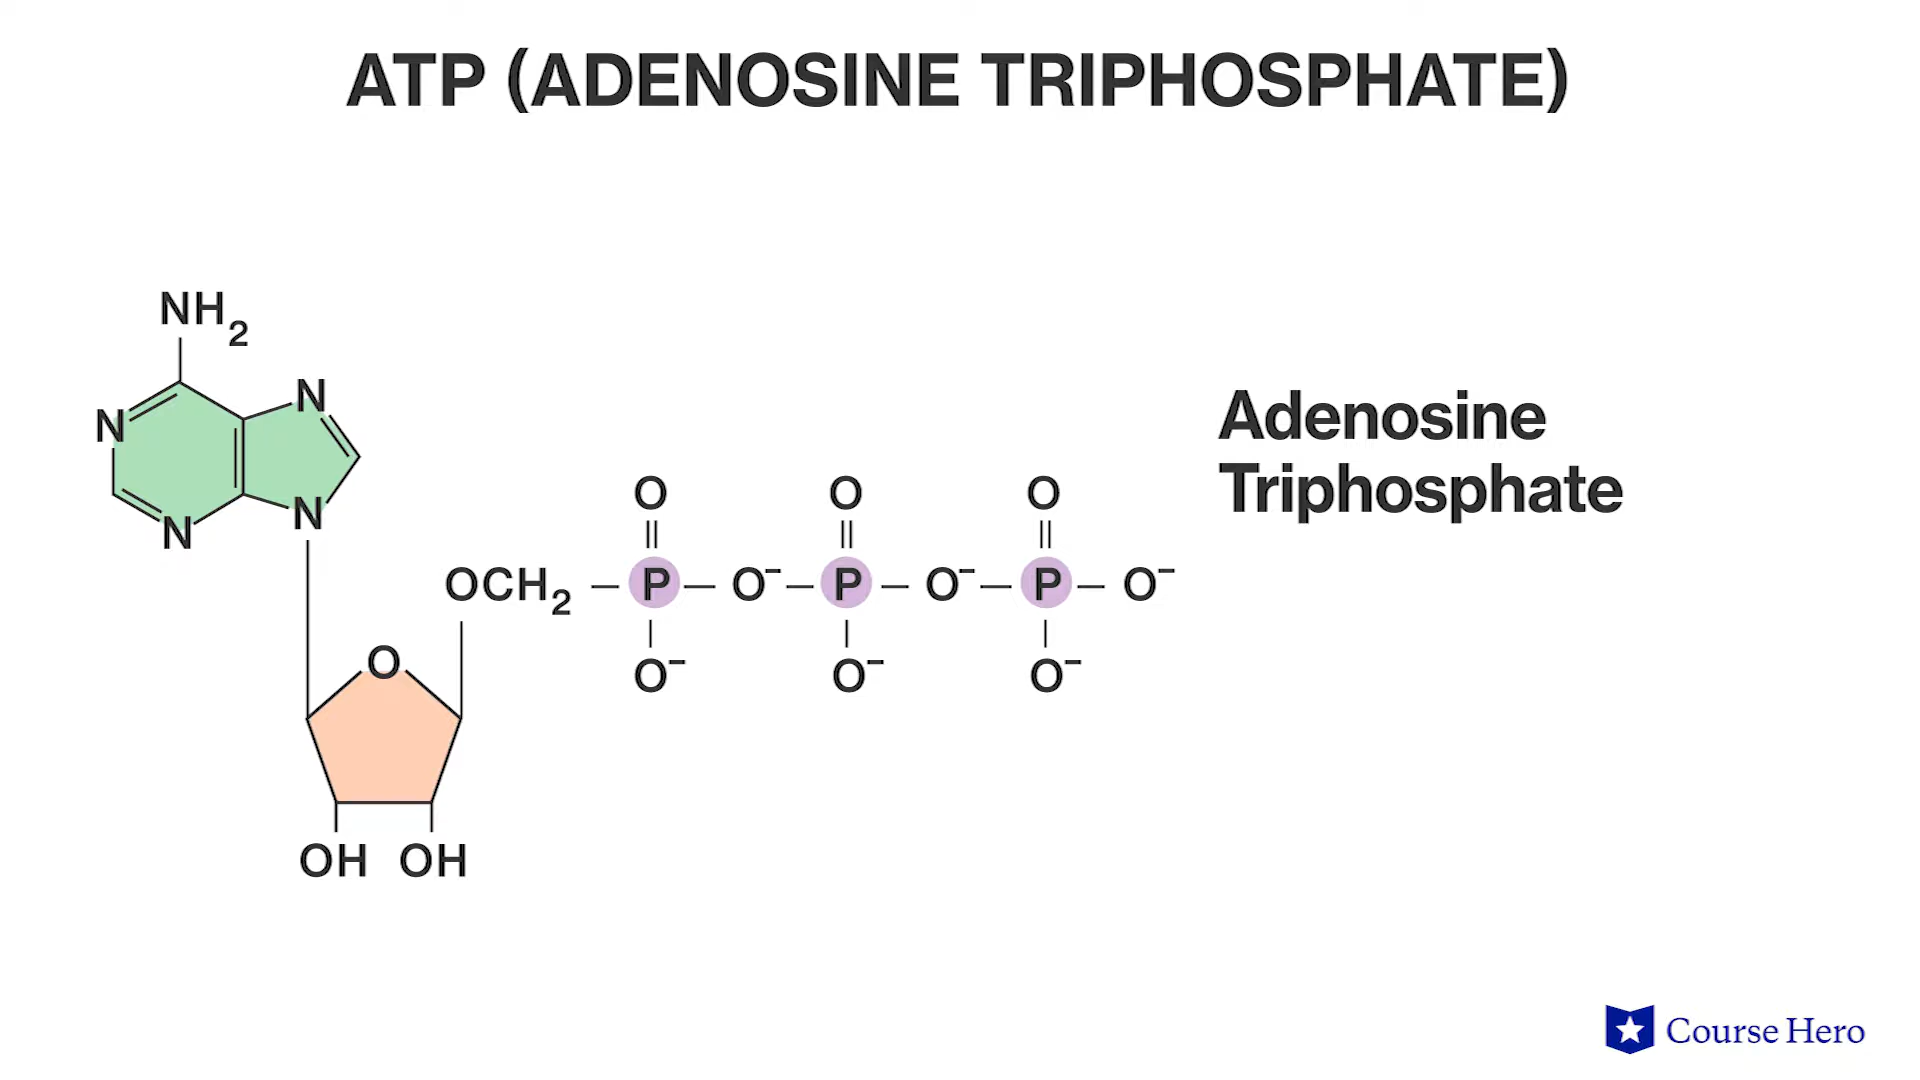 ATP (ADENOSINE TRIPHOSPHATE)
NH₂
N
N
N
N
Adenosine
Triphosphate
O O O
OCH₂ – P – O⁻ – P – O⁻ – P – O⁻
O⁻ O⁻ O⁻
O
OH OH
Course Hero